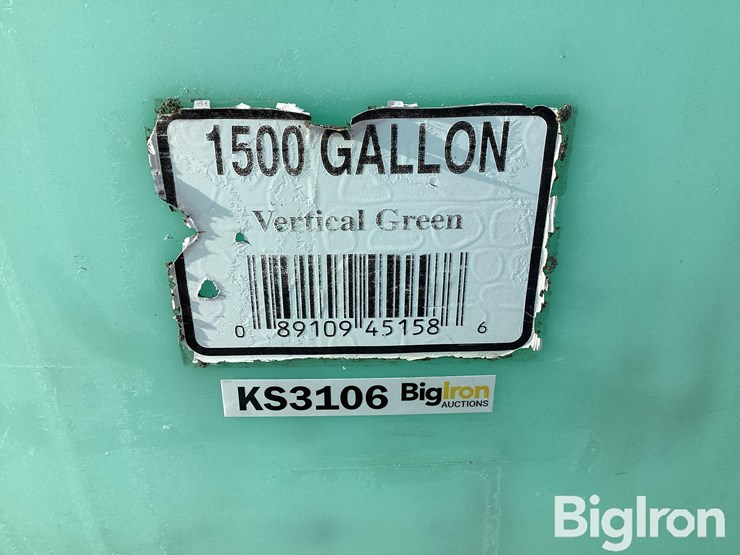 1500 GALLON
Vertical Green
0 89109 45158 6
KS3106 BigIron
AUCTIONS
BigIron